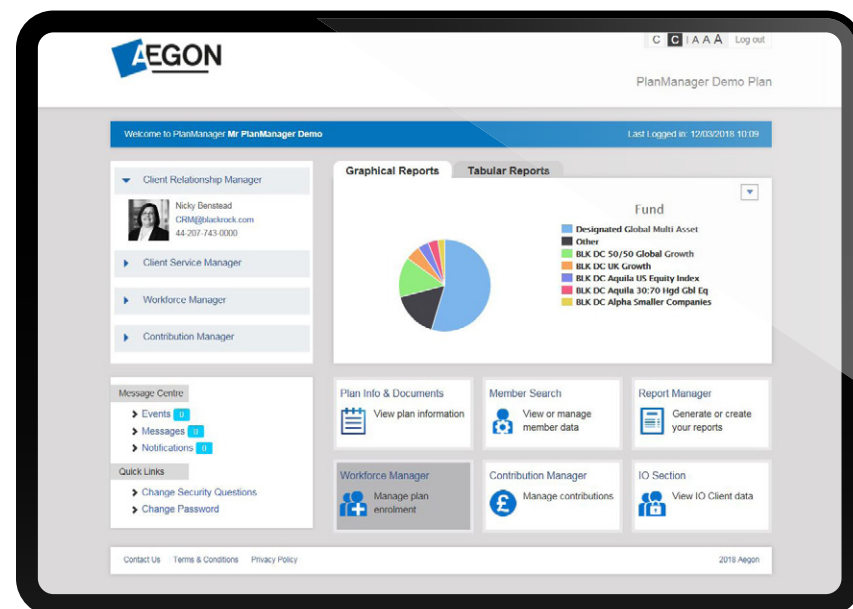 AEGON
C C | A A A Log out
PlanManager Demo Plan
Welcome to PlanManager Mr PlanManager Demo
Last Logged in: 12/03/2018 10:09
Client Relationship Manager
Nicky Benstead
CRM@blackrock.com
44-207-743-0000
Client Service Manager
Workforce Manager
Contribution Manager
Graphical Reports
Tabular Reports
Fund
Designated Global Multi Asset
Other
BLK DC 50/50 Global Growth
BLK DC UK Growth
BLK DC Aquila US Equity Index
BLK DC Aquila 30:70 Hgd Gbl Eq
BLK DC Alpha Smaller Companies
Message Centre
Events 0
Messages 0
Notifications 0
Quick Links
Change Security Questions
Change Password
Plan Info & Documents
View plan information
Member Search
View or manage
member data
Report Manager
Generate or create
your reports
Workforce Manager
Manage plan
enrolment
Contribution Manager
£
Manage contributions
IO Section
View IO Client data
Contact Us Terms & Conditions Privacy Policy
2018 Aegon